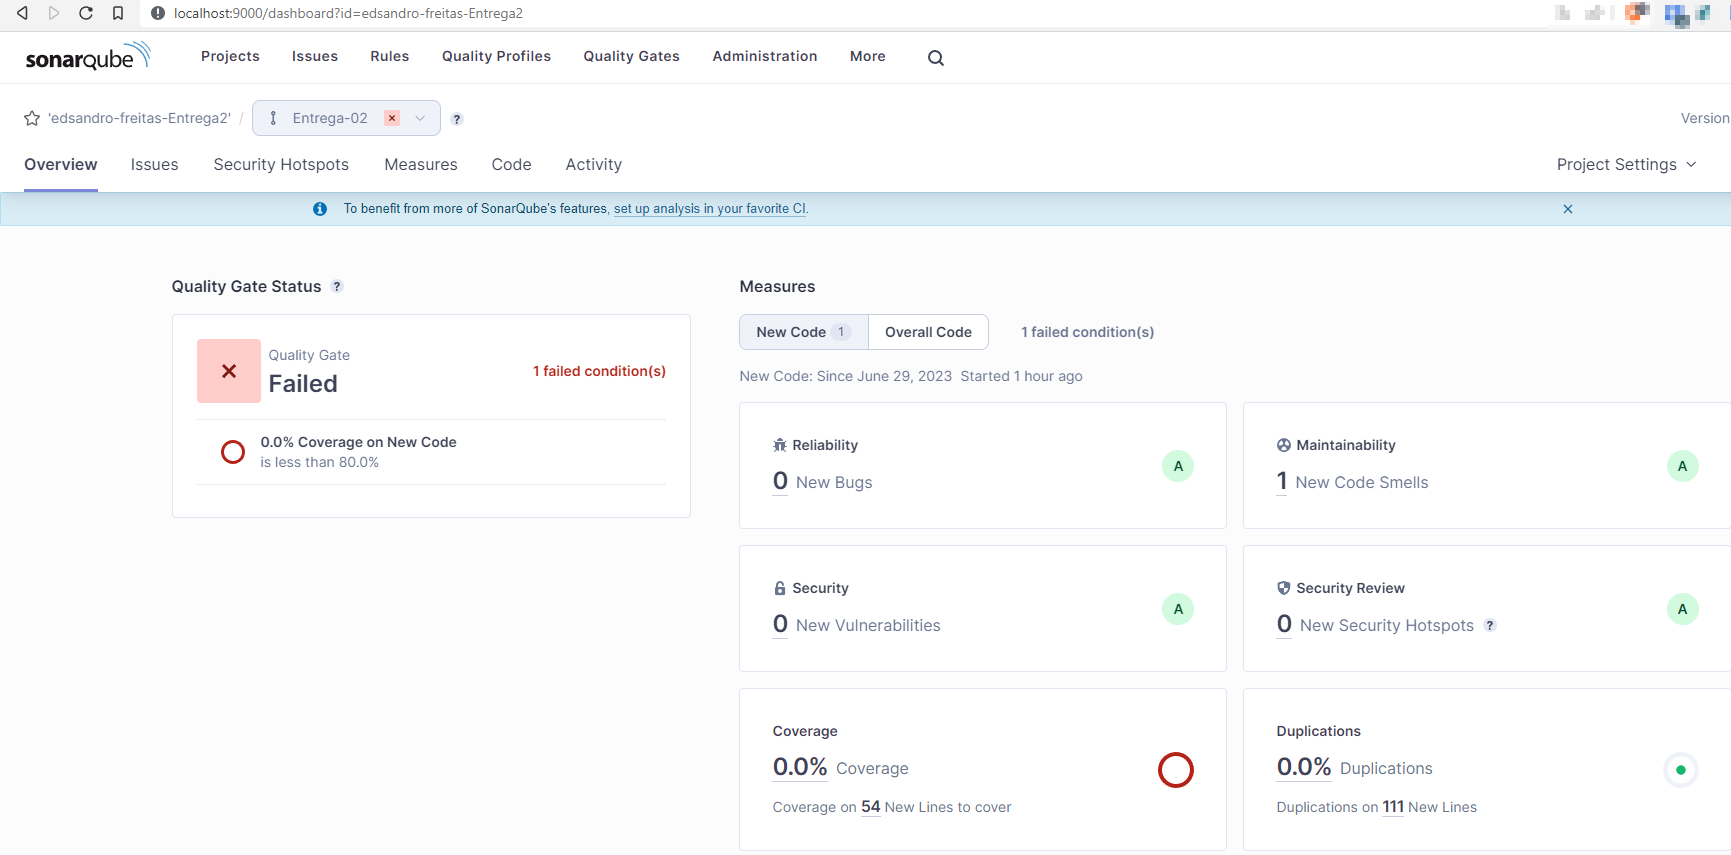 localhost:9000/dashboard?id=edsandro-freitas-Entrega2
sonarqube Projects Issues Rules Quality Profiles Quality Gates Administration More
'edsandro-freitas-Entrega2' / Entrega-02 ? Version
Overview Issues Security Hotspots Measures Code Activity Project Settings
To benefit from more of SonarQube's features, set up analysis in your favorite CI.
Quality Gate Status ?
Quality Gate
Failed
1 failed condition(s)
0.0% Coverage on New Code
is less than 80.0%
Measures
New Code 1 Overall Code 1 failed condition(s)
New Code: Since June 29, 2023 Started 1 hour ago
Reliability
0 New Bugs A
Maintainability
1 New Code Smells A
Security
0 New Vulnerabilities A
Security Review
0 New Security Hotspots ? A
Coverage
0.0% Coverage
Coverage on 54 New Lines to cover
Duplications
0.0% Duplications
Duplications on 111 New Lines